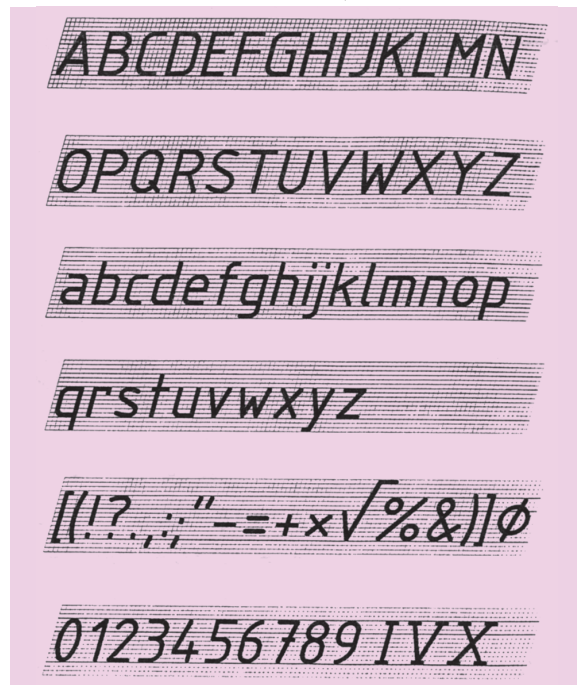 ABCDEFGHIJKLMN
OPQRSTUVWXYZ
abcdefghijklmnop
qrstuvwxyz
[(!?.,:;"-=+×√%&)]Ø
0123456789 IVX